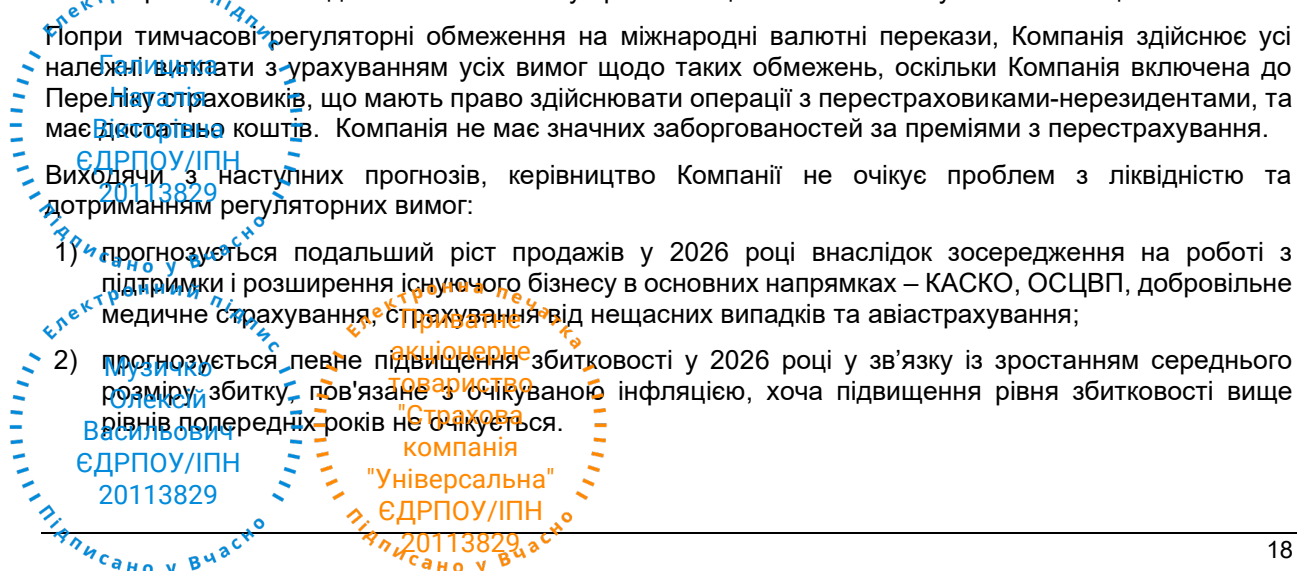 Попри тимчасові регуляторні обмеження на міжнародні валютні перекази, Компанія здійснює усі
належні виплати з урахуванням усіх вимог щодо таких обмежень, оскільки Компанія включена до
Переліку страховиків, що мають право здійснювати операції з перестраховиками-нерезидентами, та
має достатньо коштів. Компанія не має значних заборгованостей за преміями з перестрахування.
Виходячи з наступних прогнозів, керівництво Компанії не очікує проблем з ліквідністю та
дотриманням регуляторних вимог:
1) прогнозується подальший ріст продажів у 2026 році внаслідок зосередження на роботі з
підтримки і розширення існуючого бізнесу в основних напрямках – КАСКО, ОСЦВП, добровільне
медичне страхування, страхування від нещасних випадків та авіастрахування;
2) прогнозується певне підвищення збитковості у 2026 році у зв’язку із зростанням середнього
розміру збитку, пов'язане з очікуваною інфляцією, хоча підвищення рівня збитковості вище
рівнів попередніх років не очікується.
Електронний підпис
Галицька
Наталія
Вікторівна
ЄДРПОУ/ІПН
20113829
Підписано у Вчасно
Електронний підпис
Музичко
Олексій
Васильович
ЄДРПОУ/ІПН
20113829
Підписано у Вчасно
Електронна печатка
Приватне
акціонерне
товариство
"Страхова
компанія
"Універсальна"
ЄДРПОУ/ІПН
20113829
Підписано у Вчасно
18